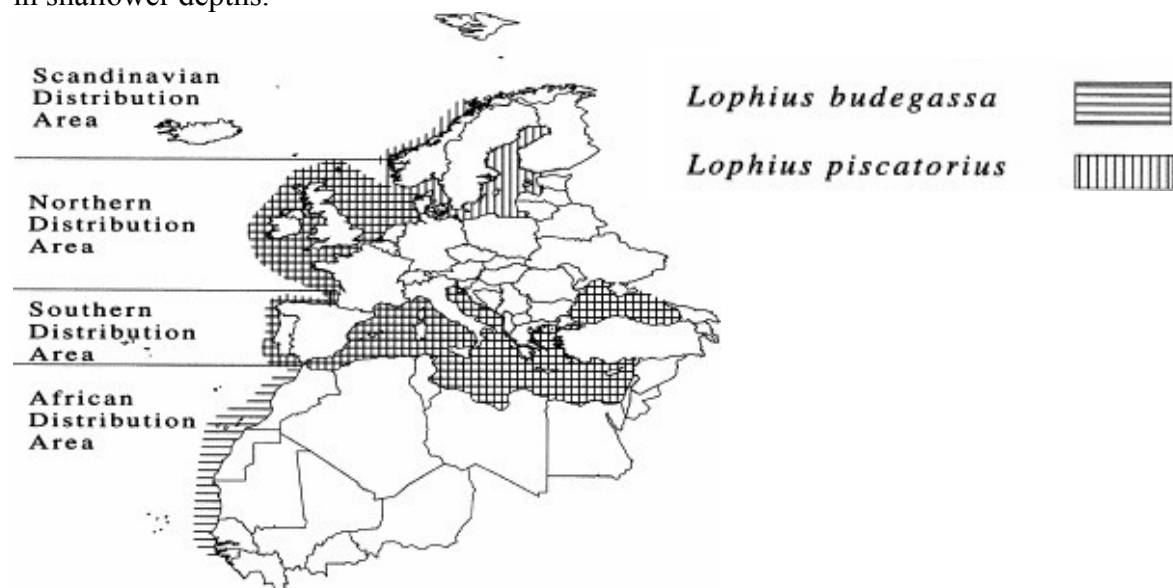 in shallower depths.
Scandinavian
Distribution
Area
Northern
Distribution
Area
Southern
Distribution
Area
African
Distribution
Area
Lophius budegassa
Lophius piscatorius